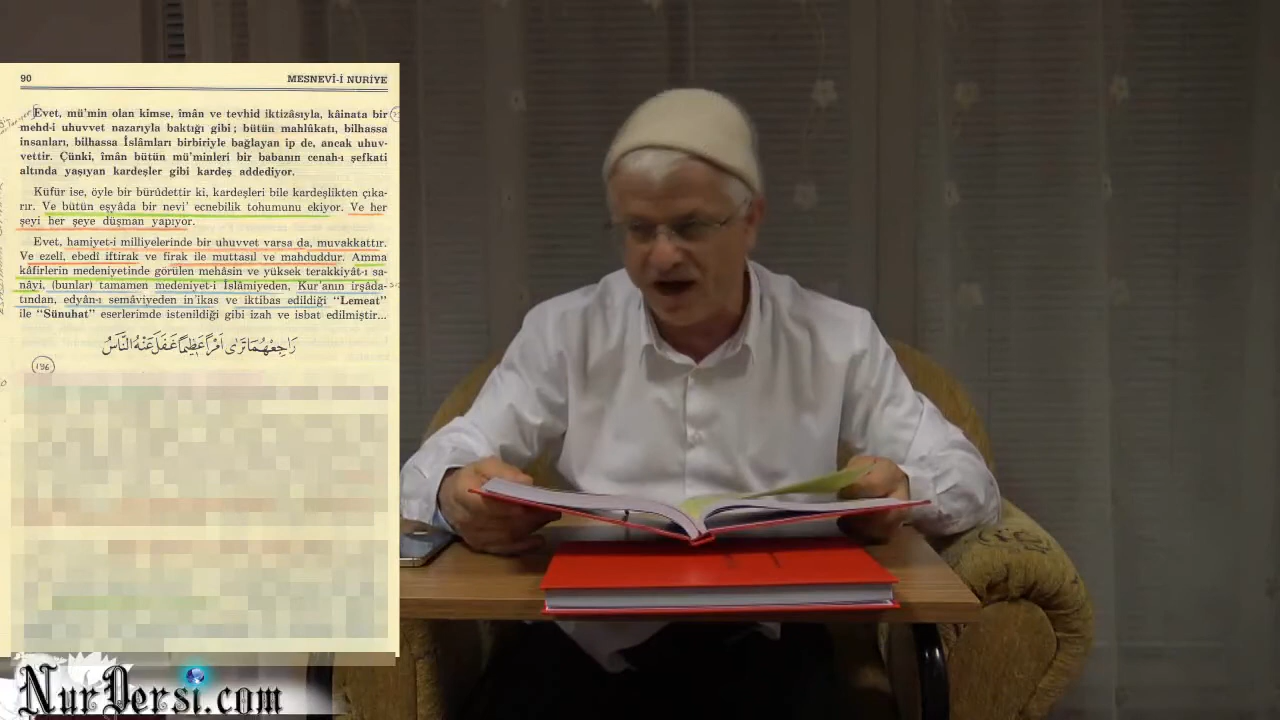 90
MESNEVÎ-İ NURİYE
Evet, mü'min olan kimse, îmân ve tevhid iktizâsıyla, kâinata bir
mehd-i uhuvvet nazarıyla baktığı gibi; bütün mahlûkatı, bilhassa
insanları, bilhassa İslâmları birbiriyle bağlayan ip de, ancak uhuv-
vettir. Çünki, îmân bütün mü'minleri bir babanın cenah-ı şefkati
altında yaşıyan kardeşler gibi kardeş addediyor.
Küfür ise, öyle bir bürûdettir ki, kardeşleri bile kardeşlikten çıka-
rır. Ve bütün eşyâda bir nevi' ecnebilik tohumunu ekiyor. Ve her
şeyi her şeye düşman yapıyor.
Evet, hamiyet-i milliyelerinde bir uhuvvet varsa da, muvakkattır.
Ve ezelî, ebedî iftirak ve firak ile muttasıl ve mahduddur. Amma
kâfirlerin medeniyetinde görülen mehâsin ve yüksek terakkiyât-ı sa-
nâyi, (bunlar) tamamen medeniyet-i İslâmiyeden, Kur'anın irşâda-
tından, edyân-ı semâviyeden in'ikas ve iktibas edildiği "Lemeat"
ile "Sünuhat" eserlerimde istenildiği gibi izah ve isbat edilmiştir...
رَاجِعْهُمَا تَرٰى اَمْرًا عَظِيمًا غَفَلَ عَنْهُ النَّاسُ
196
NurDersi.com